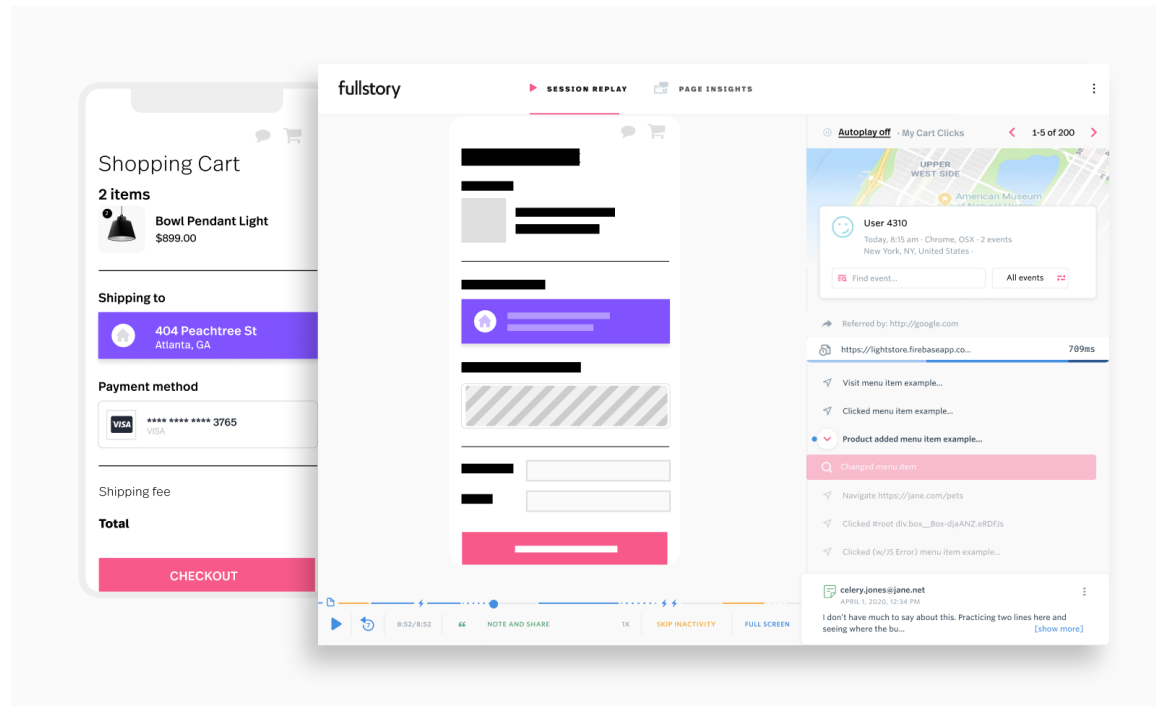 Shopping Cart
2 items
2
Bowl Pendant Light
$899.00
Shipping to
404 Peachtree St
Atlanta, GA
Payment method
VISA
**** **** **** 3765
VISA
Shipping fee
Total
CHECKOUT
fullstory
SESSION REPLAY
PAGE INSIGHTS
Autoplay off · My Cart Clicks
1-5 of 200
UPPER
WEST SIDE
American Museum
of Natural History
User 4310
Today, 8:15 am · Chrome, OSX · 2 events
New York, NY, United States ·
Find event...
All events
Referred by: http://google.com
https://lightstore.firebaseapp.co...
709ms
Visit menu item example...
Clicked menu item example...
Product added menu item example...
Changed menu item
Navigate https://jane.com/pets
Clicked #root div.box__Box-djaANZ.eRDFJs
Clicked (w/JS Error) menu item example...
celery.jones@jane.net
APRIL 1, 2020, 12:34 PM
I don't have much to say about this. Practicing two lines here and
seeing where the bu...
[show more]
7
8:52/8:52
NOTE AND SHARE
1X
SKIP INACTIVITY
FULL SCREEN